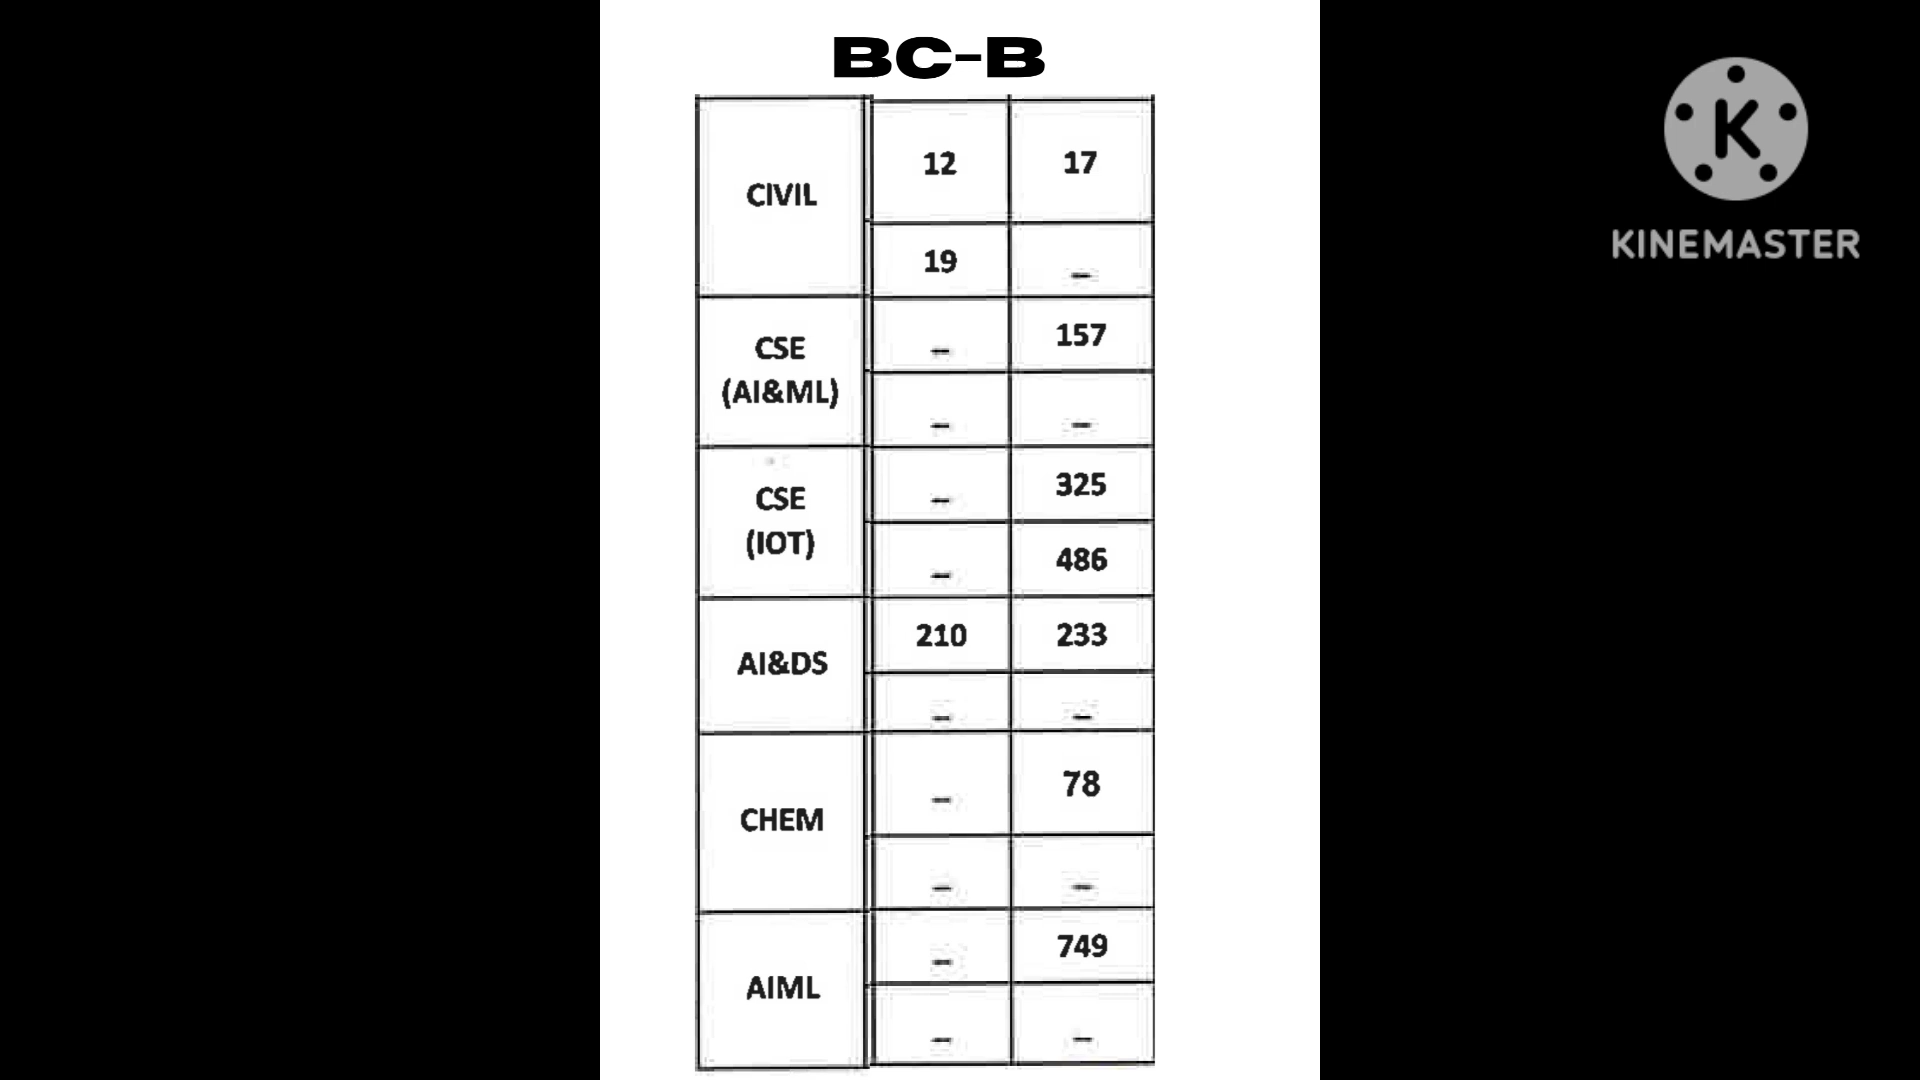 BC-B
CIVIL
12 17
19 –
CSE
(AI&ML)
– 157
– –
CSE
(IOT)
– 325
– 486
AI&DS
210 233
– –
CHEM
– 78
– –
AIML
– 749
– –
K
KINEMASTER